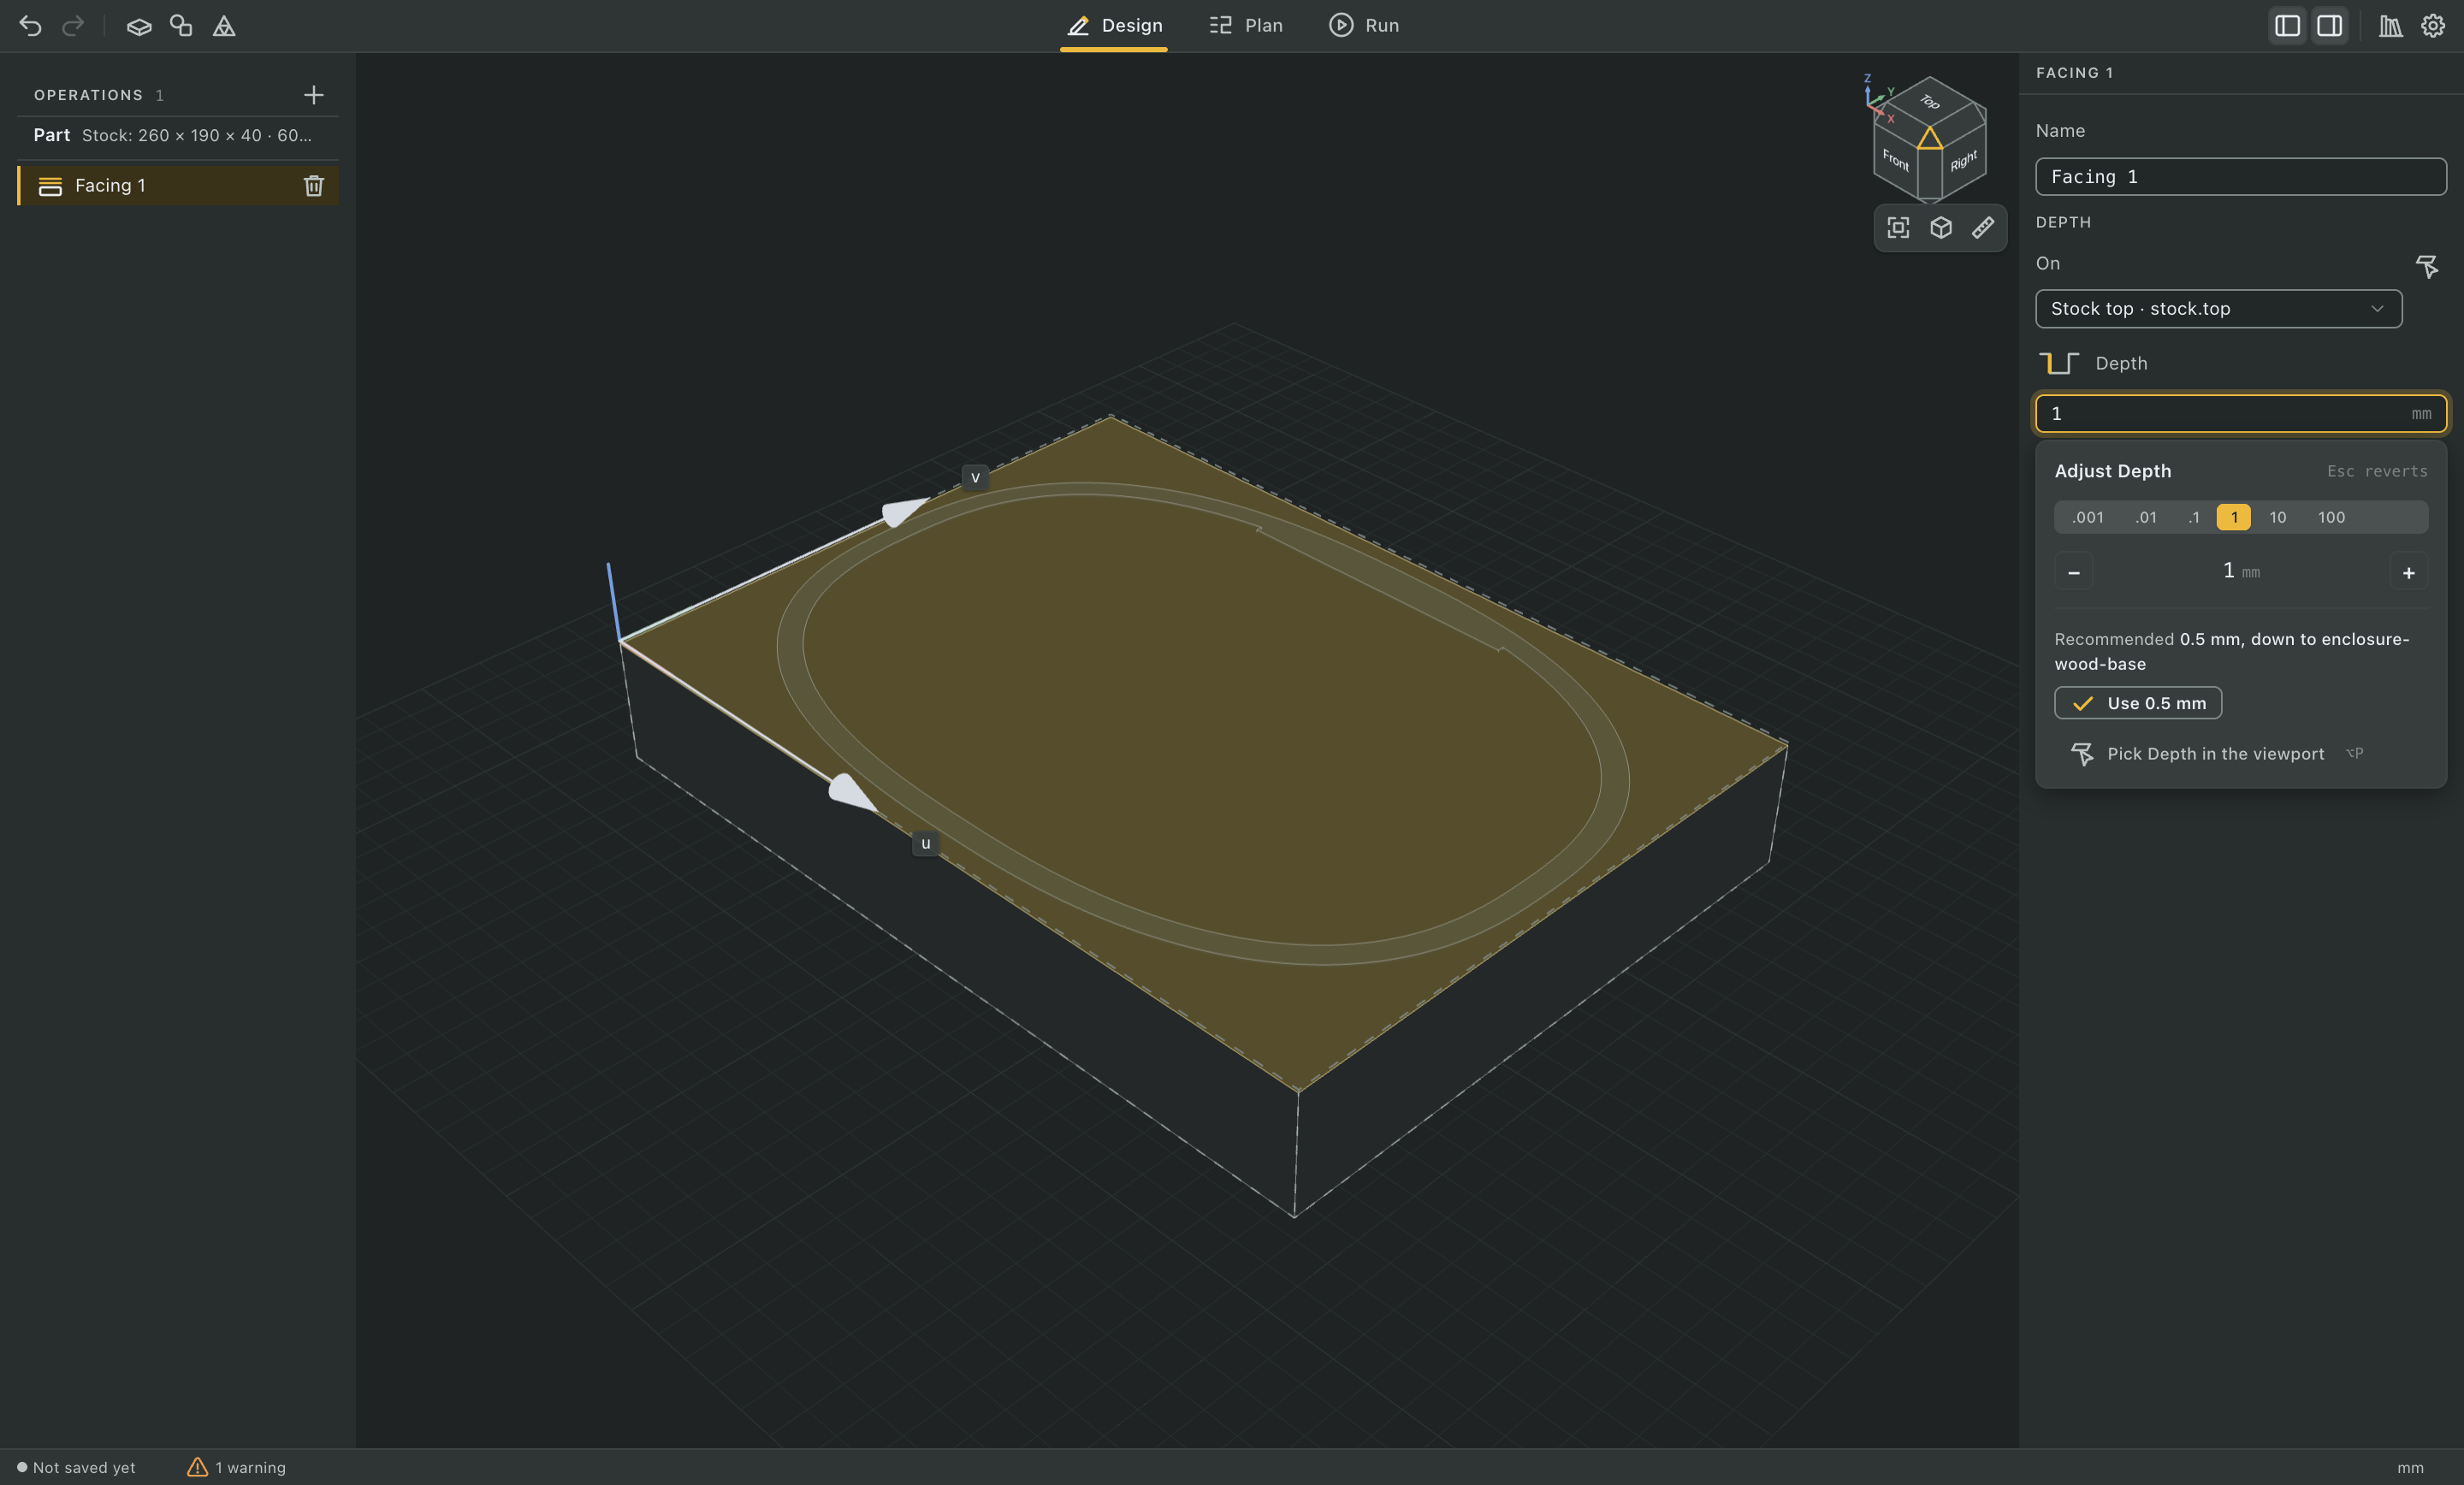 Design
Plan
Run
OPERATIONS 1
Part Stock: 260 × 190 × 40 · 60...
Facing 1
v
u
Z
Y
X
Top
Front
Right
FACING 1
Name
Facing 1
DEPTH
On
Stock top · stock.top
Depth
1 mm
Adjust Depth Esc reverts
.001 .01 .1 1 10 100
− 1 mm +
Recommended 0.5 mm, down to enclosure-
wood-base
Use 0.5 mm
Pick Depth in the viewport ⌥P
Not saved yet
1 warning
mm